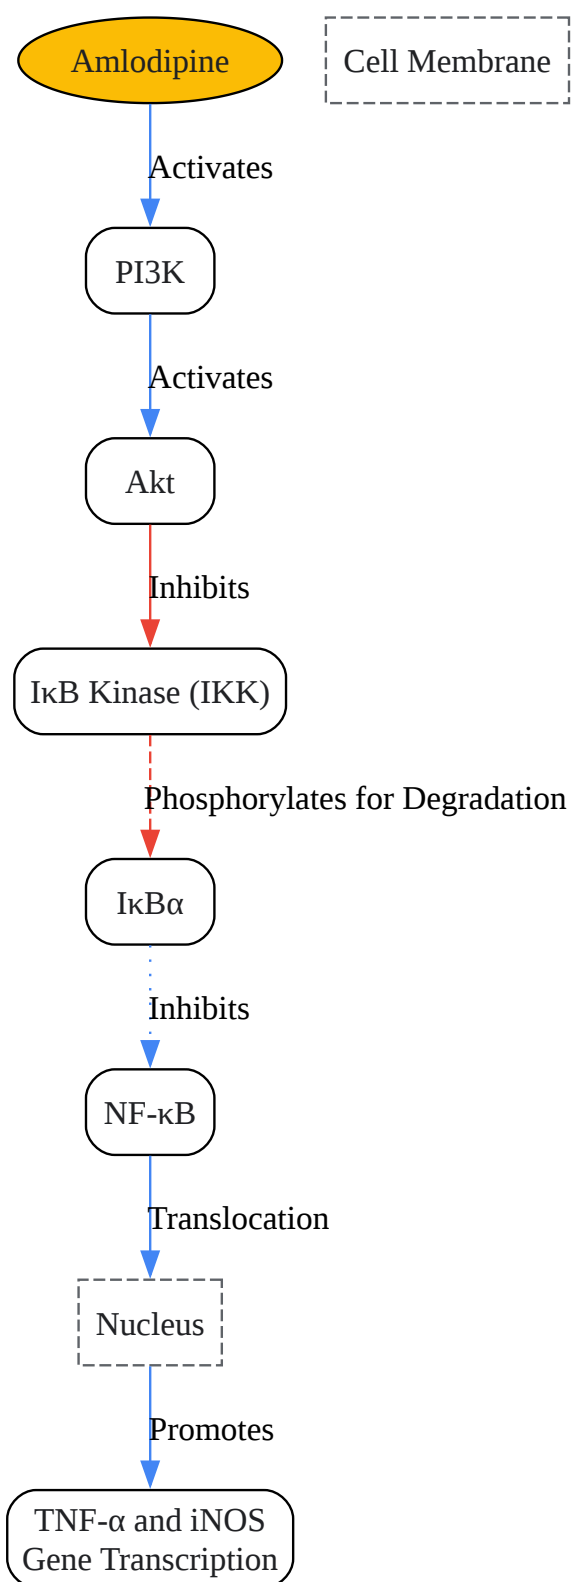 Amlodipine
Cell Membrane
Activates
PI3K
Activates
Akt
Inhibits
IκB Kinase (IKK)
Phosphorylates for Degradation
IκBα
Inhibits
NF-κB
Translocation
Nucleus
Promotes
TNF-α and iNOS
Gene Transcription